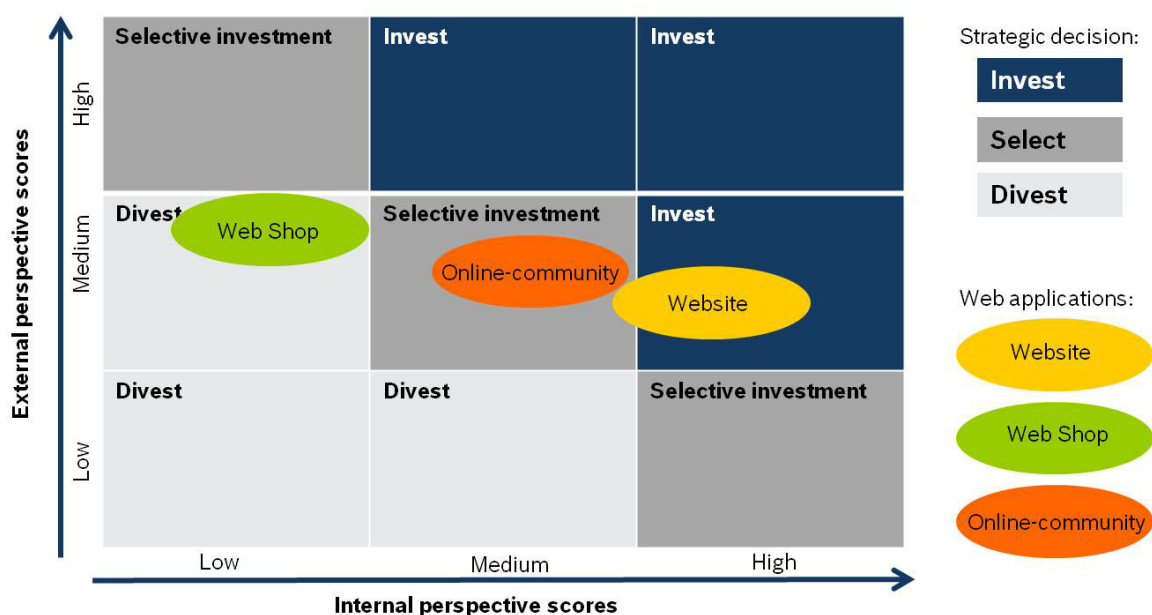 Selective investment
Invest
Invest
Strategic decision:
Invest
Select
Divest
High
Medium
Low
External perspective scores
Divest
Web Shop
Selective investment
Online-community
Invest
Website
Divest
Divest
Selective investment
Web applications:
Website
Web Shop
Online-community
Low
Medium
High
Internal perspective scores